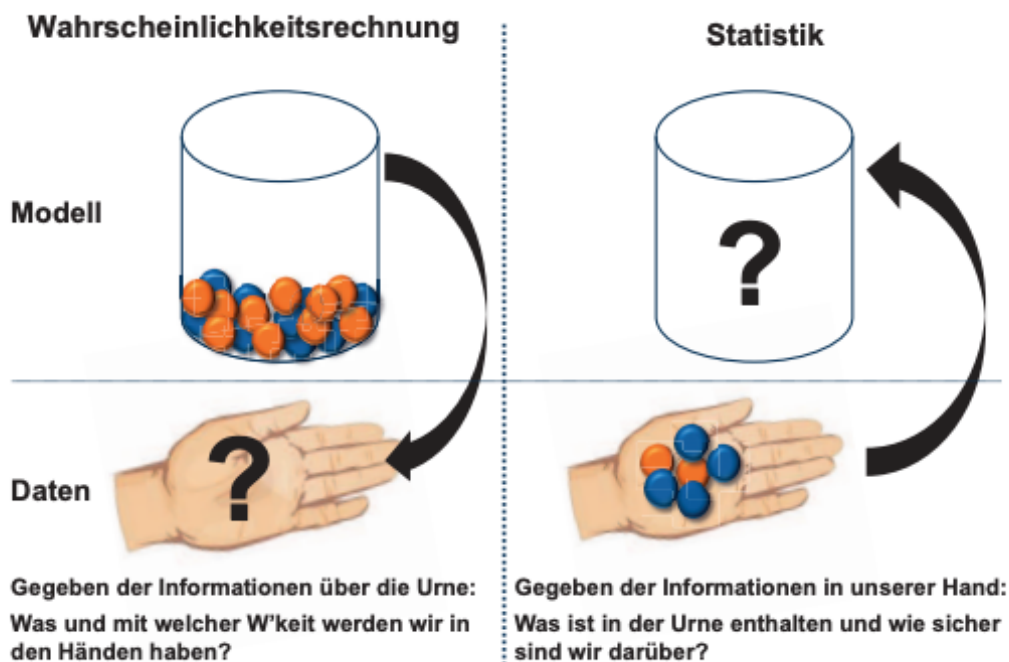 Wahrscheinlichkeitsrechnung
Statistik
Modell
?
?
Daten
Gegeben der Informationen über die Urne:
Was und mit welcher W'keit werden wir in
den Händen haben?
Gegeben der Informationen in unserer Hand:
Was ist in der Urne enthalten und wie sicher
sind wir darüber?